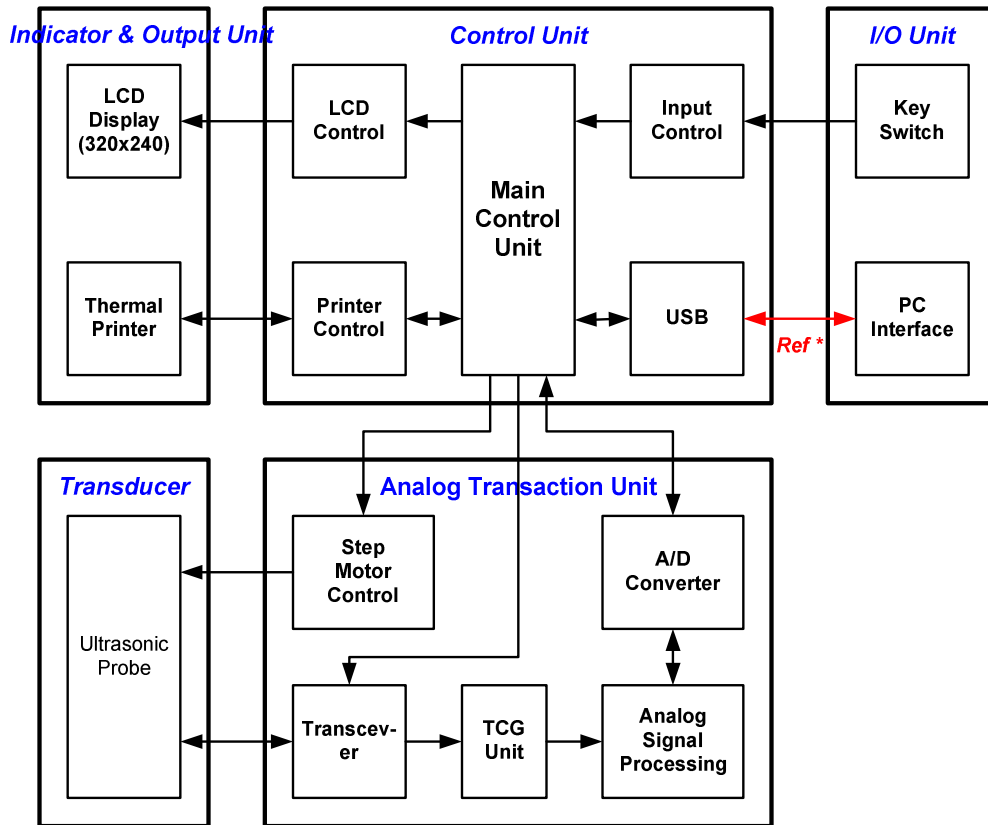 Indicator & Output Unit
LCD
Display
(320x240)
Thermal
Printer
Control Unit
LCD
Control
Main
Control
Unit
Input
Control
Printer
Control
USB
I/O Unit
Key
Switch
PC
Interface
Ref *
Transducer
Ultrasonic
Probe
Analog Transaction Unit
Step
Motor
Control
A/D
Converter
Transcev-
er
TCG
Unit
Analog
Signal
Processing